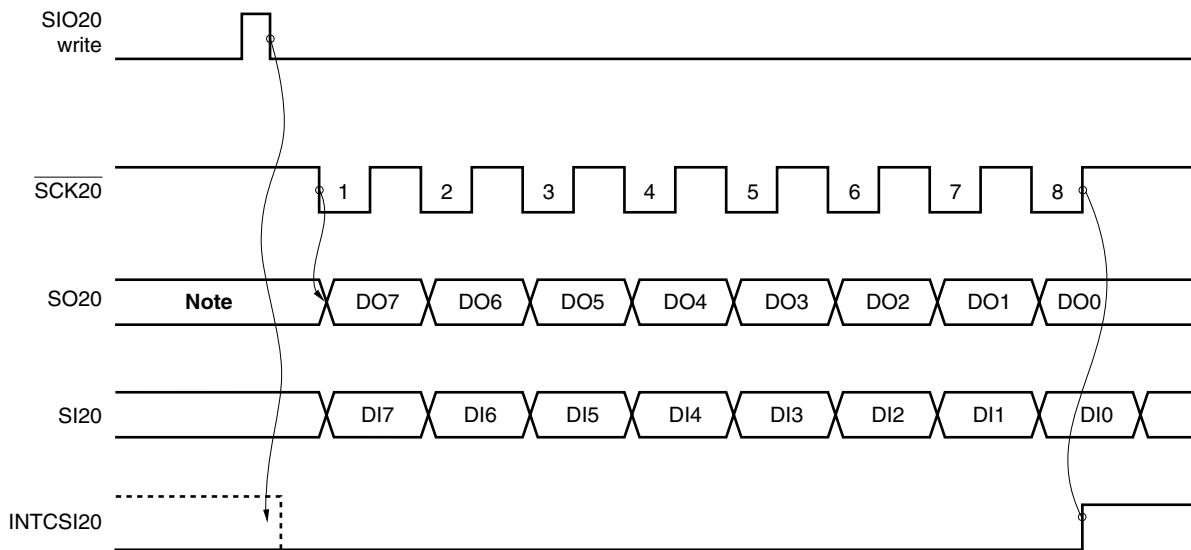 SIO20
write
SCK20
1 2 3 4 5 6 7 8
SO20
Note DO7 DO6 DO5 DO4 DO3 DO2 DO1 DO0
SI20
DI7 DI6 DI5 DI4 DI3 DI2 DI1 DI0
INTCSI20